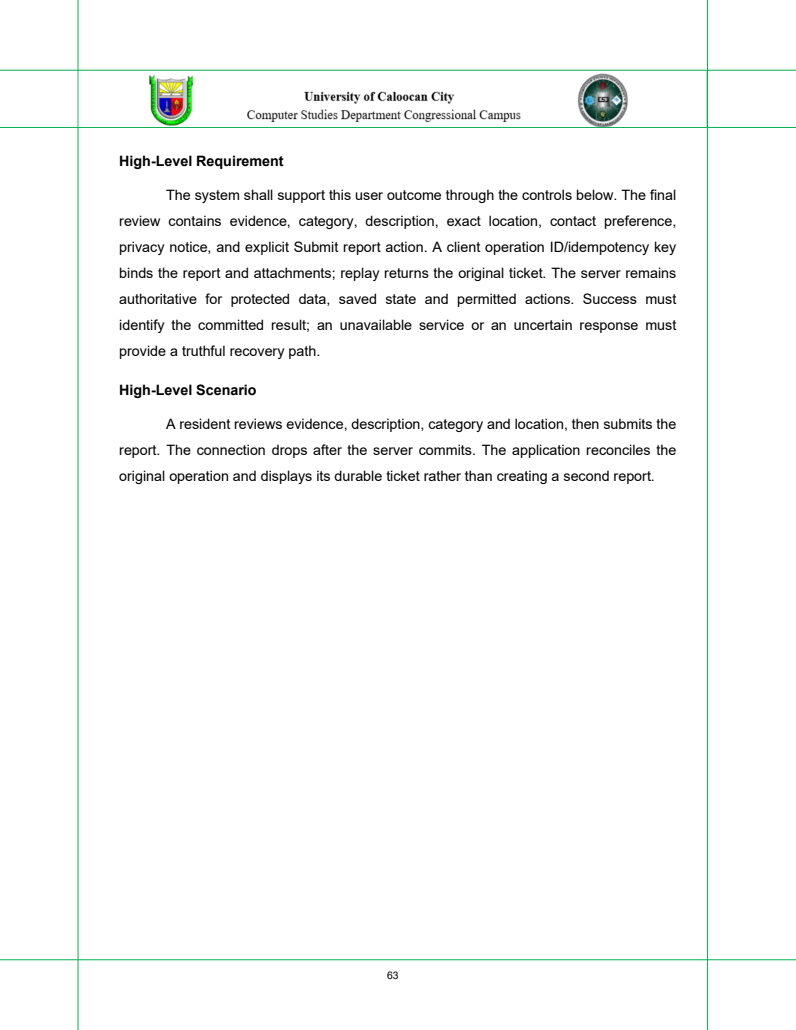 University of Caloocan City
Computer Studies Department Congressional Campus
High-Level Requirement
The system shall support this user outcome through the controls below. The final
review contains evidence, category, description, exact location, contact preference,
privacy notice, and explicit Submit report action. A client operation ID/idempotency key
binds the report and attachments; replay returns the original ticket. The server remains
authoritative for protected data, saved state and permitted actions. Success must
identify the committed result; an unavailable service or an uncertain response must
provide a truthful recovery path.
High-Level Scenario
A resident reviews evidence, description, category and location, then submits the
report. The connection drops after the server commits. The application reconciles the
original operation and displays its durable ticket rather than creating a second report.
63